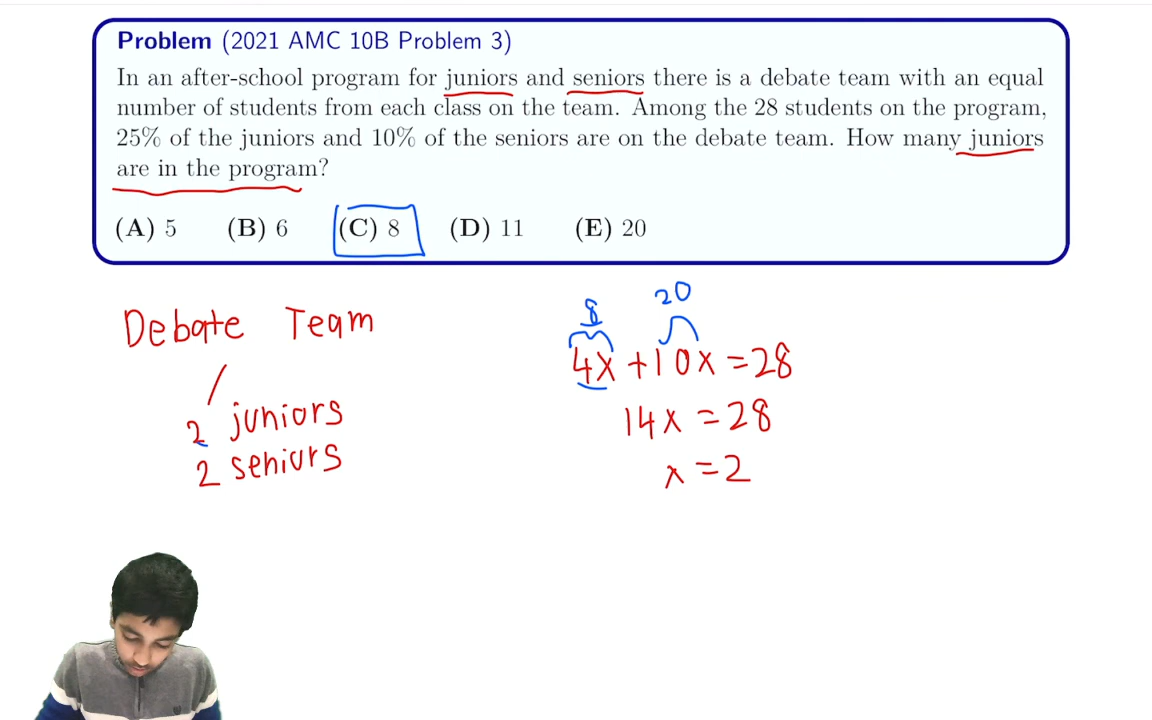 Problem (2021 AMC 10B Problem 3)
In an after-school program for juniors and seniors there is a debate team with an equal
number of students from each class on the team. Among the 28 students on the program,
25% of the juniors and 10% of the seniors are on the debate team. How many juniors
are in the program?
(A) 5 (B) 6 (C) 8 (D) 11 (E) 20
Debate Team
2 juniors
2 seniors
8 20
4x + 10x = 28
14x = 28
x = 2